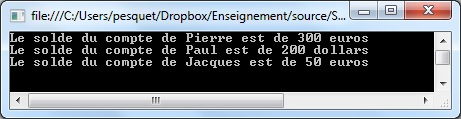 file:///C:/Users/pesquet/Dropbox/Enseignement/source/S...
Le solde du compte de Pierre est de 300 euros
Le solde du compte de Paul est de 200 dollars
Le solde du compte de Jacques est de 50 euros